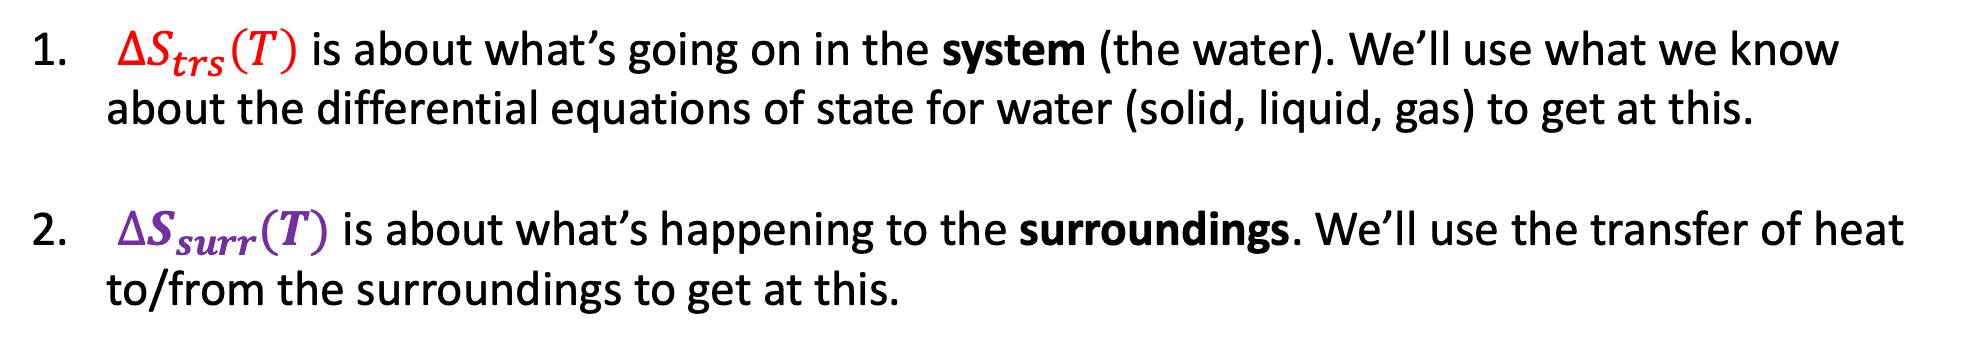 1. ΔS_trs(T) is about what’s going on in the system (the water). We’ll use what we know
about the differential equations of state for water (solid, liquid, gas) to get at this.
2. ΔS_surr(T) is about what’s happening to the surroundings. We’ll use the transfer of heat
to/from the surroundings to get at this.